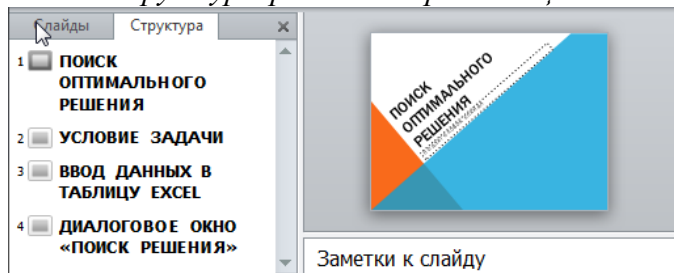 Слайды Структура
1 ПОИСК
ОПТИМАЛЬНОГО
РЕШЕНИЯ
2 УСЛОВИЕ ЗАДАЧИ
3 ВВОД ДАННЫХ В
ТАБЛИЦУ EXCEL
4 ДИАЛОГОВОЕ ОКНО
«ПОИСК РЕШЕНИЯ»
ПОИСК
ОПТИМАЛЬНОГО
РЕШЕНИЯ
Заметки к слайду